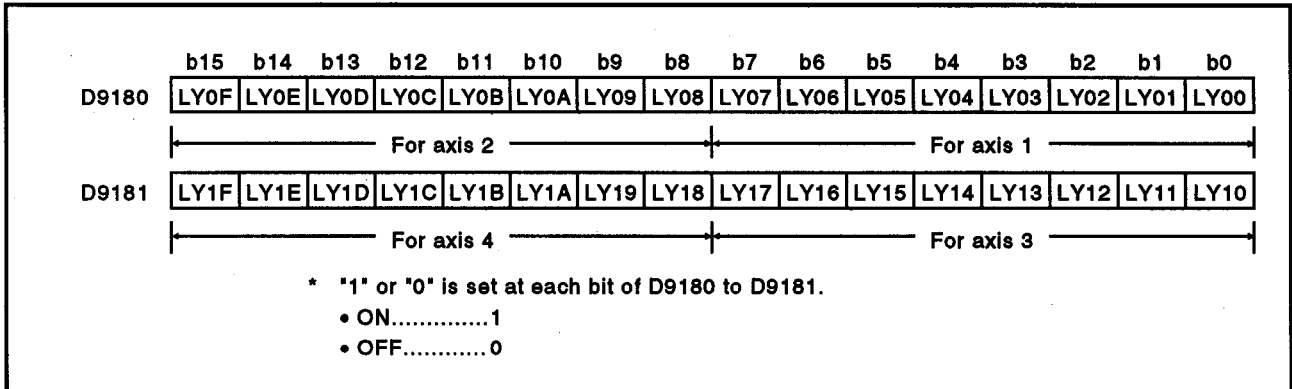 b15 b14 b13 b12 b11 b10 b9 b8 b7 b6 b5 b4 b3 b2 b1 b0
D9180 LY0F LY0E LY0D LY0C LY0B LY0A LY09 LY08 LY07 LY06 LY05 LY04 LY03 LY02 LY01 LY00
For axis 2 For axis 1
D9181 LY1F LY1E LY1D LY1C LY1B LY1A LY19 LY18 LY17 LY16 LY15 LY14 LY13 LY12 LY11 LY10
For axis 4 For axis 3
* "1" or "0" is set at each bit of D9180 to D9181.
• ON..............1
• OFF............0